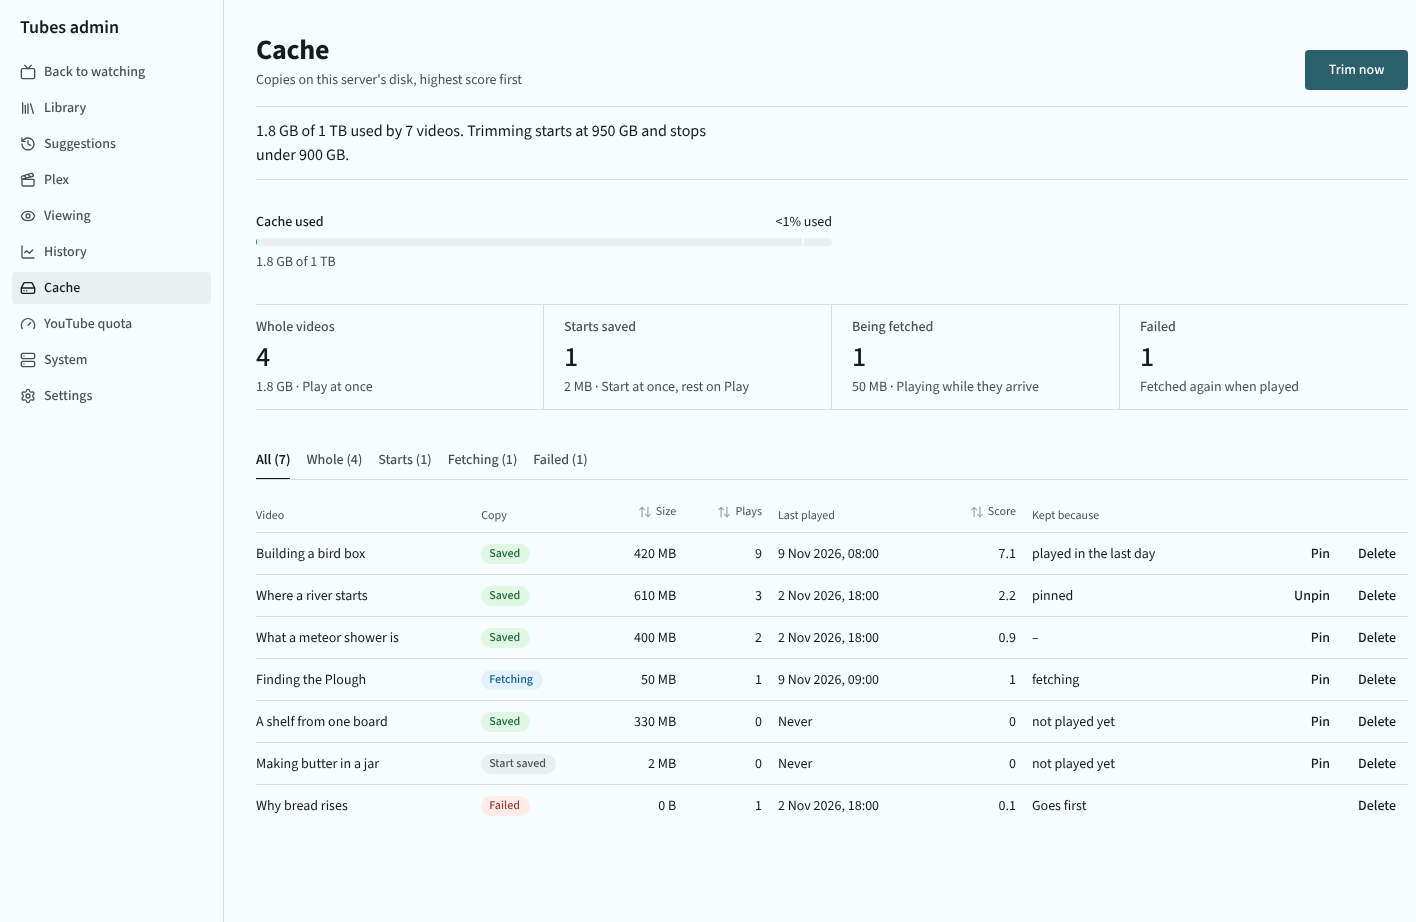 Tubes admin
Back to watching
Library
Suggestions
Plex
Viewing
History
Cache
YouTube quota
System
Settings
Cache
Copies on this server's disk, highest score first
Trim now
1.8 GB of 1 TB used by 7 videos. Trimming starts at 950 GB and stops
under 900 GB.
Cache used <1% used
1.8 GB of 1 TB
Whole videos
4
1.8 GB · Play at once
Starts saved
1
2 MB · Start at once, rest on Play
Being fetched
1
50 MB · Playing while they arrive
Failed
1
Fetched again when played
All (7) Whole (4) Starts (1) Fetching (1) Failed (1)
Video Copy Size Plays Last played Score Kept because
Building a bird box Saved 420 MB 9 9 Nov 2026, 08:00 7.1 played in the last day Pin Delete
Where a river starts Saved 610 MB 3 2 Nov 2026, 18:00 2.2 pinned Unpin Delete
What a meteor shower is Saved 400 MB 2 2 Nov 2026, 18:00 0.9 – Pin Delete
Finding the Plough Fetching 50 MB 1 9 Nov 2026, 09:00 1 fetching Pin Delete
A shelf from one board Saved 330 MB 0 Never 0 not played yet Pin Delete
Making butter in a jar Start saved 2 MB 0 Never 0 not played yet Pin Delete
Why bread rises Failed 0 B 1 2 Nov 2026, 18:00 0.1 Goes first Delete